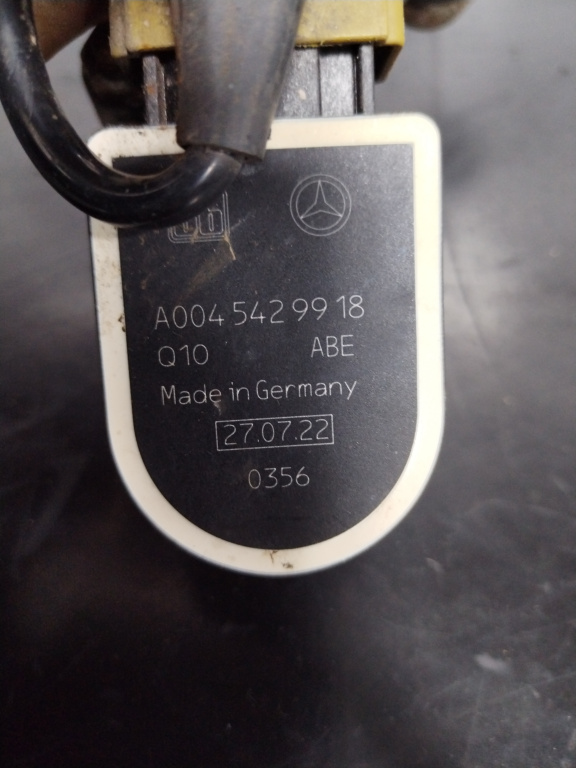 A004 542 99 18
Q10 ABE
Made in Germany
27.07.22
0356